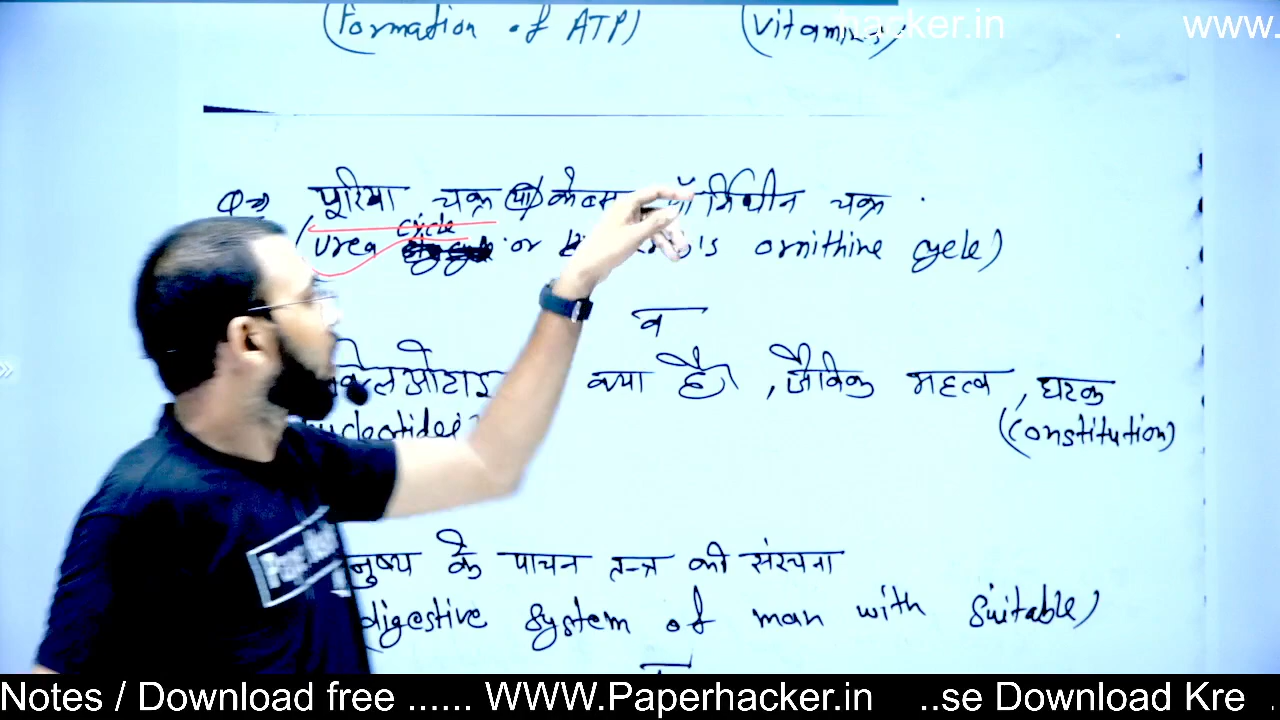 hacker.in . www.
(Formation of ATP) (Vitamins)
Q⇒ यूरिया चक्र (या) क्रेब्स ऑर्निथीन चक्र .
cycle
(Urea or 's ornithine cycle)
व
क्या है। , जैविक महत्व , घटक
(Constitution)
नुष्य के पाचन तन्त्र की संरचना
digestive system of man with suitable)
Notes / Download free ...... WWW.Paperhacker.in ..se Download Kre .